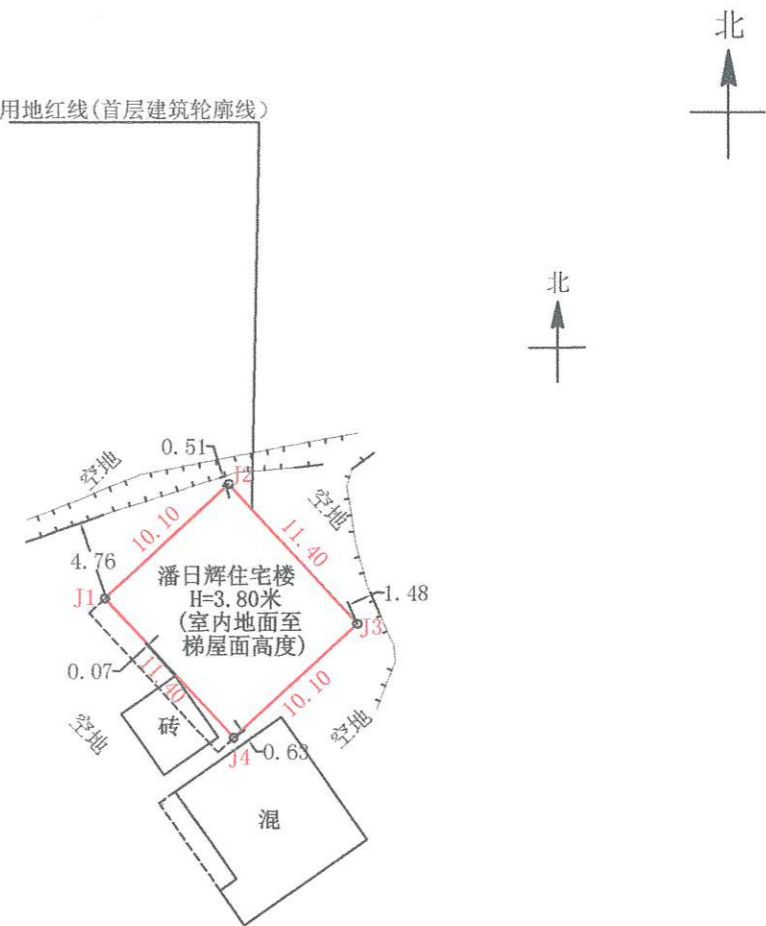 北
用地红线(首层建筑轮廓线)
北
0.51
空地
J2
空地
10.10
11.40
4.76
潘日辉住宅楼
H=3.80米
(室内地面至
梯屋面高度)
J1
1.48
J3
0.07
11.40
10.10
空地
砖
空地
J4
0.63
混